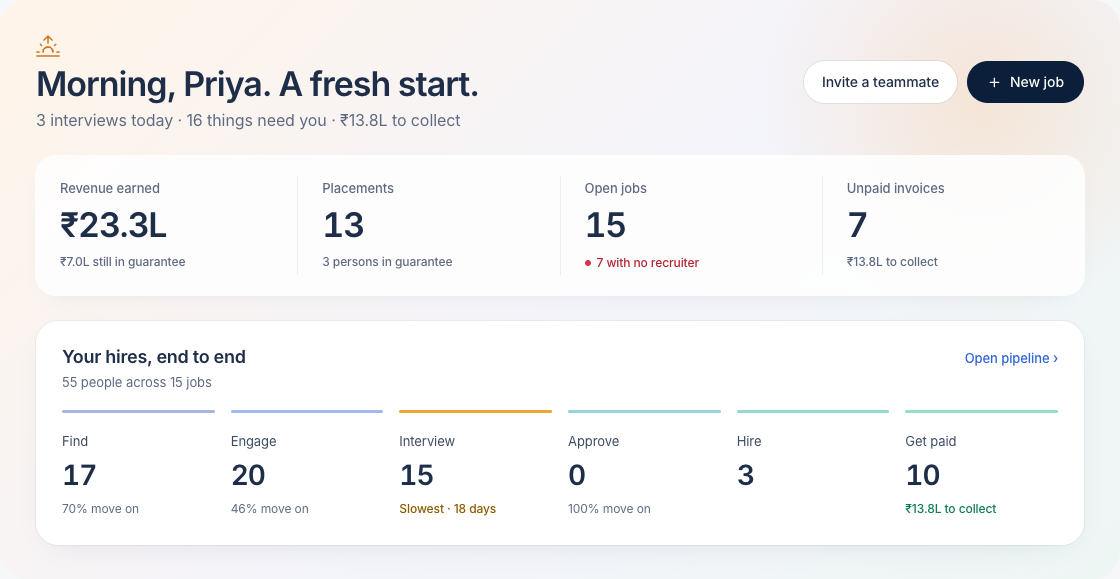 Morning, Priya. A fresh start.
3 interviews today · 16 things need you · ₹13.8L to collect
Invite a teammate
+ New job
Revenue earned
₹23.3L
₹7.0L still in guarantee
Placements
13
3 persons in guarantee
Open jobs
15
7 with no recruiter
Unpaid invoices
7
₹13.8L to collect
Your hires, end to end
55 people across 15 jobs
Open pipeline ›
Find
17
70% move on
Engage
20
46% move on
Interview
15
Slowest · 18 days
Approve
0
100% move on
Hire
3
Get paid
10
₹13.8L to collect